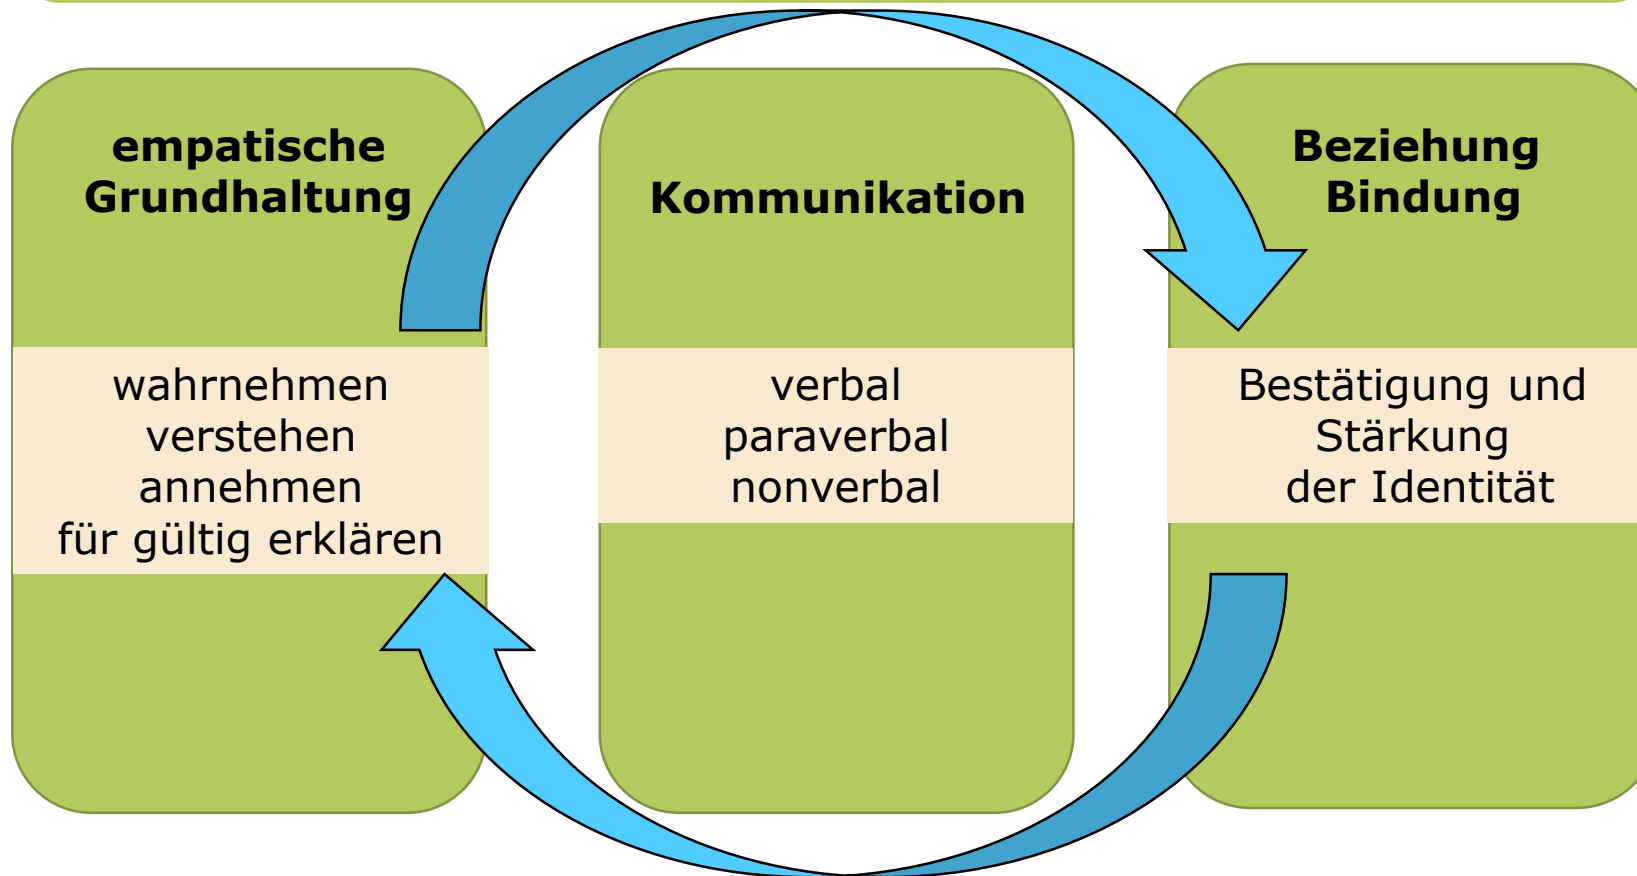 empatische
Grundhaltung
wahrnehmen
verstehen
annehmen
für gültig erklären
Kommunikation
verbal
paraverbal
nonverbal
Beziehung
Bindung
Bestätigung und
Stärkung
der Identität